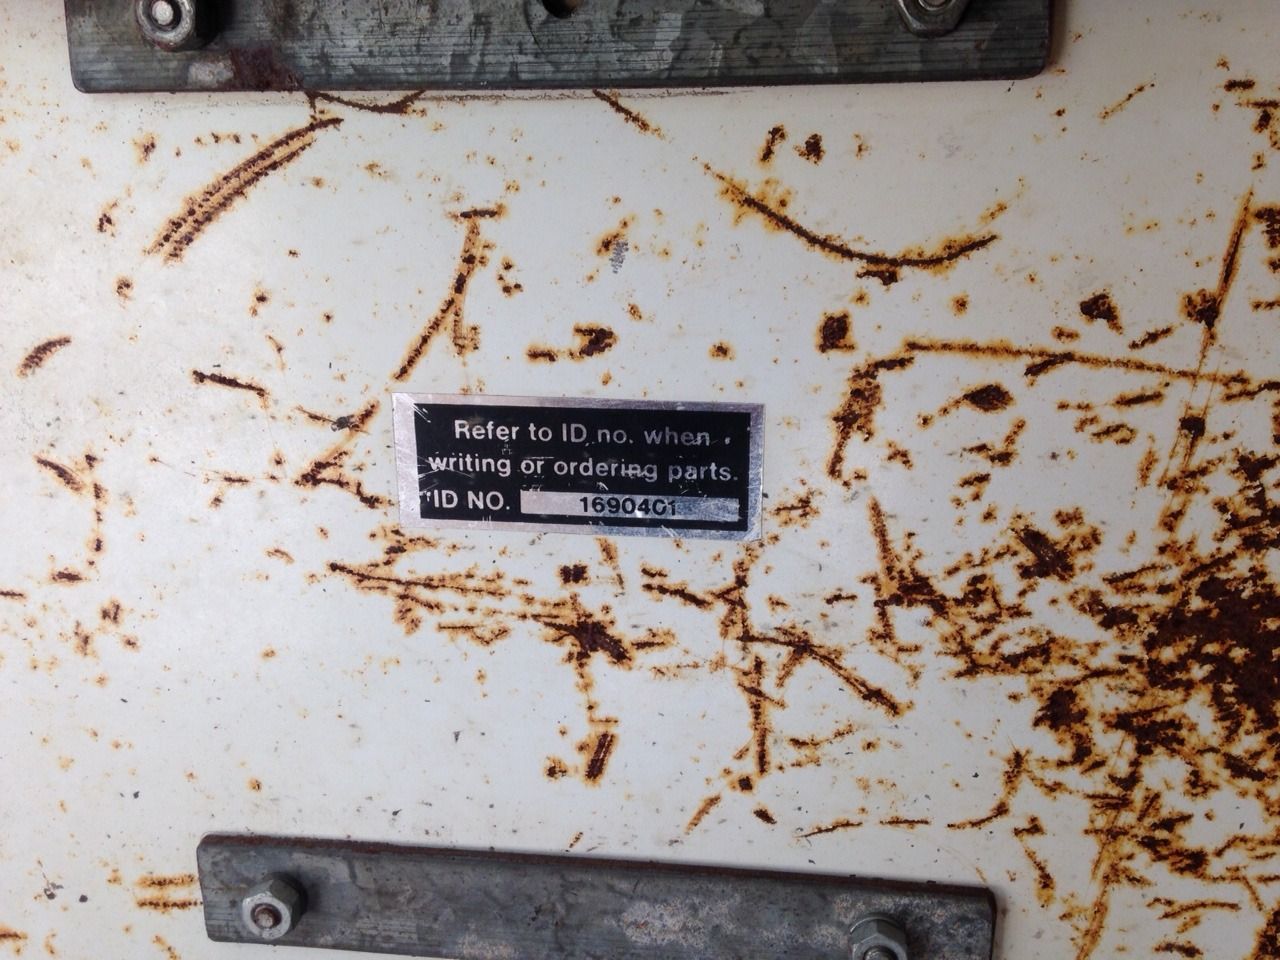 Refer to ID no. when
writing or ordering parts.
ID NO. 1690401